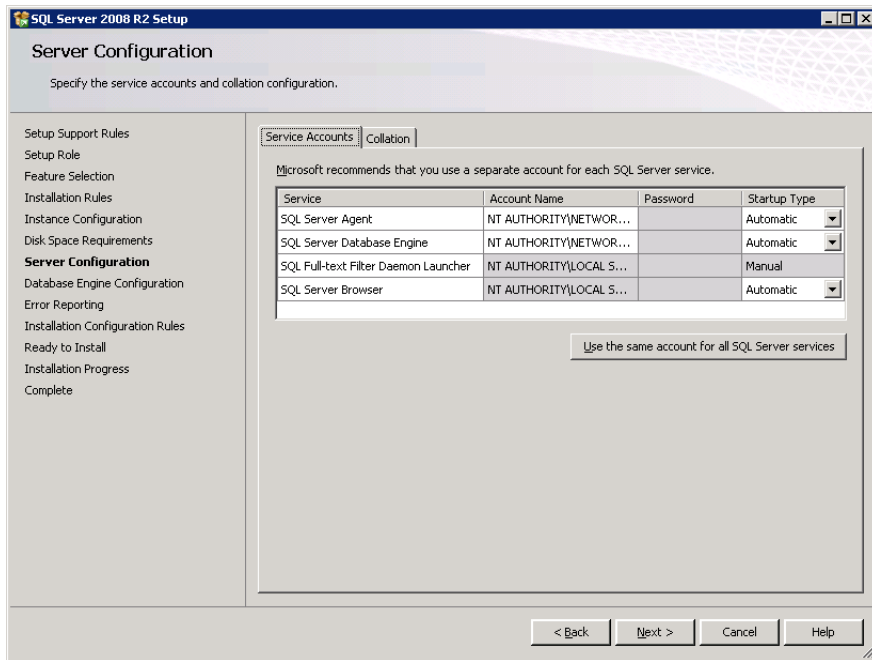 SQL Server 2008 R2 Setup
Server Configuration
Specify the service accounts and collation configuration.
Setup Support Rules
Setup Role
Feature Selection
Installation Rules
Instance Configuration
Disk Space Requirements
Server Configuration
Database Engine Configuration
Error Reporting
Installation Configuration Rules
Ready to Install
Installation Progress
Complete
Service Accounts Collation
Microsoft recommends that you use a separate account for each SQL Server service.
Service Account Name Password Startup Type
SQL Server Agent NT AUTHORITY\NETWOR... Automatic
SQL Server Database Engine NT AUTHORITY\NETWOR... Automatic
SQL Full-text Filter Daemon Launcher NT AUTHORITY\LOCAL S... Manual
SQL Server Browser NT AUTHORITY\LOCAL S... Automatic
Use the same account for all SQL Server services
< Back Next > Cancel Help